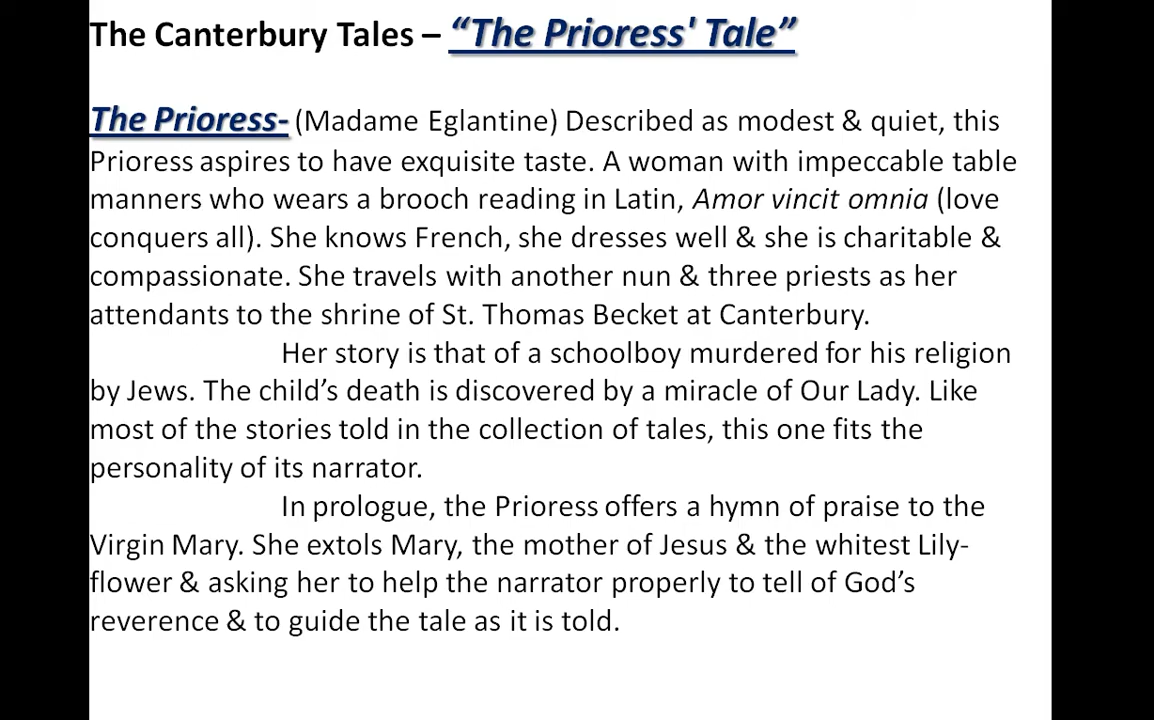 The Canterbury Tales – “The Prioress' Tale”
The Prioress- (Madame Eglantine) Described as modest & quiet, this
Prioress aspires to have exquisite taste. A woman with impeccable table
manners who wears a brooch reading in Latin, Amor vincit omnia (love
conquers all). She knows French, she dresses well & she is charitable &
compassionate. She travels with another nun & three priests as her
attendants to the shrine of St. Thomas Becket at Canterbury.
Her story is that of a schoolboy murdered for his religion
by Jews. The child’s death is discovered by a miracle of Our Lady. Like
most of the stories told in the collection of tales, this one fits the
personality of its narrator.
In prologue, the Prioress offers a hymn of praise to the
Virgin Mary. She extols Mary, the mother of Jesus & the whitest Lily-
flower & asking her to help the narrator properly to tell of God’s
reverence & to guide the tale as it is told.